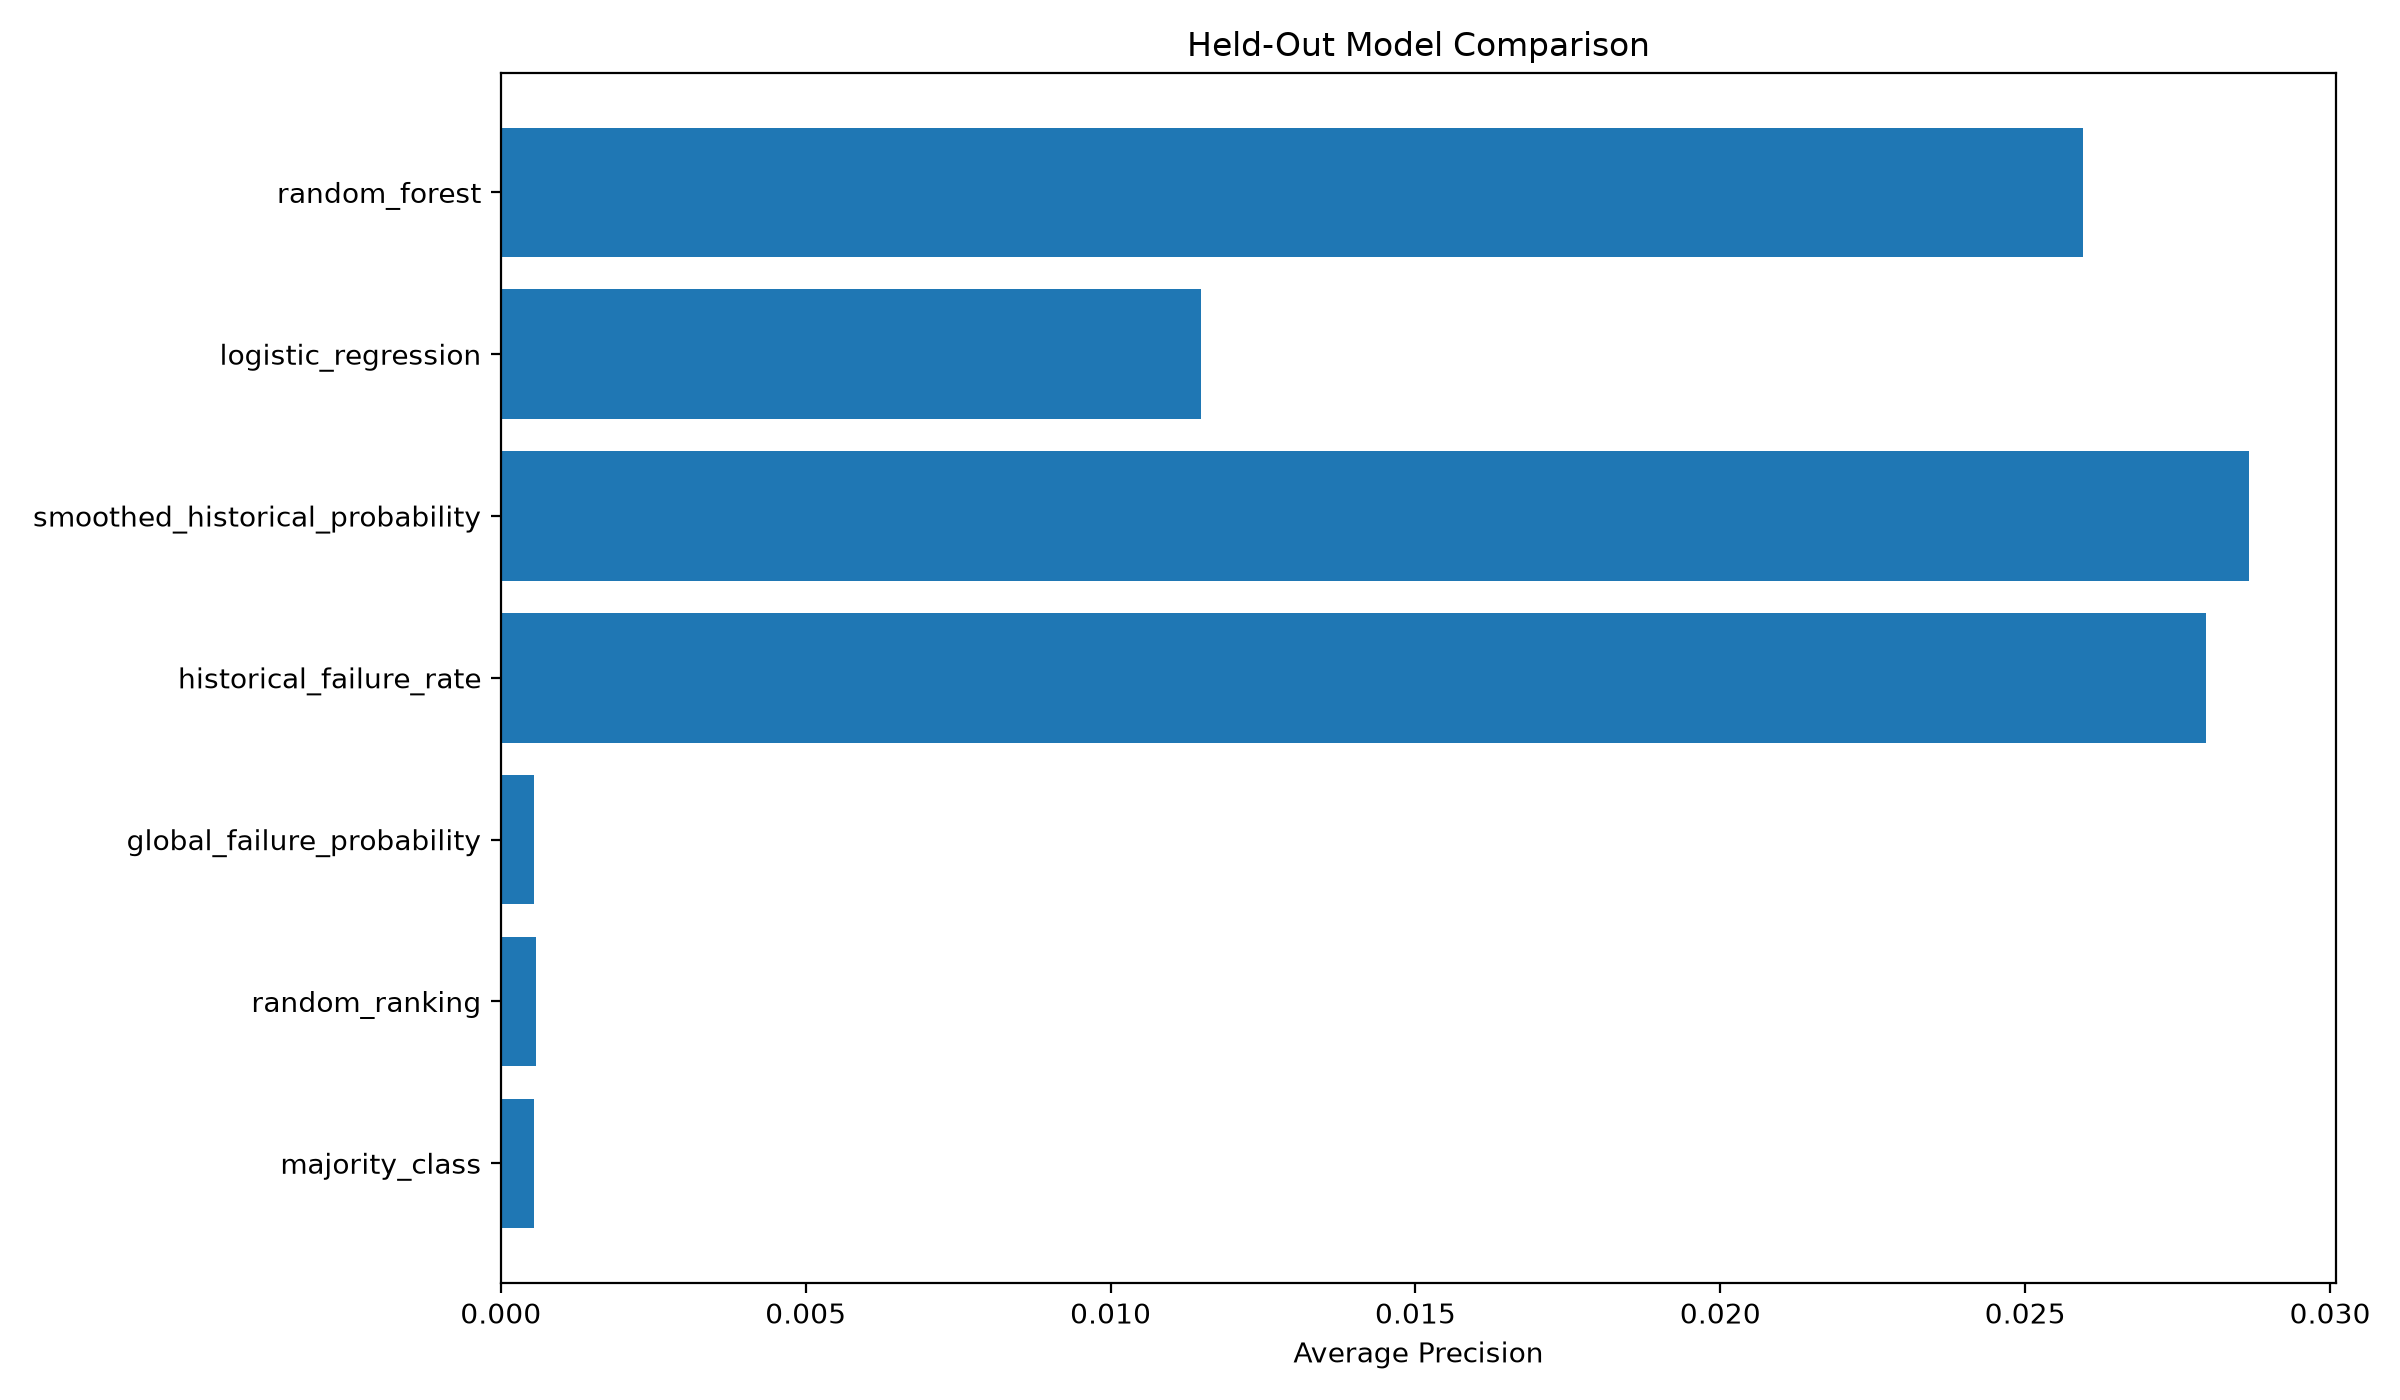 Held-Out Model Comparison
random_forest
logistic_regression
smoothed_historical_probability
historical_failure_rate
global_failure_probability
random_ranking
majority_class
0.000 0.005 0.010 0.015 0.020 0.025 0.030
Average Precision